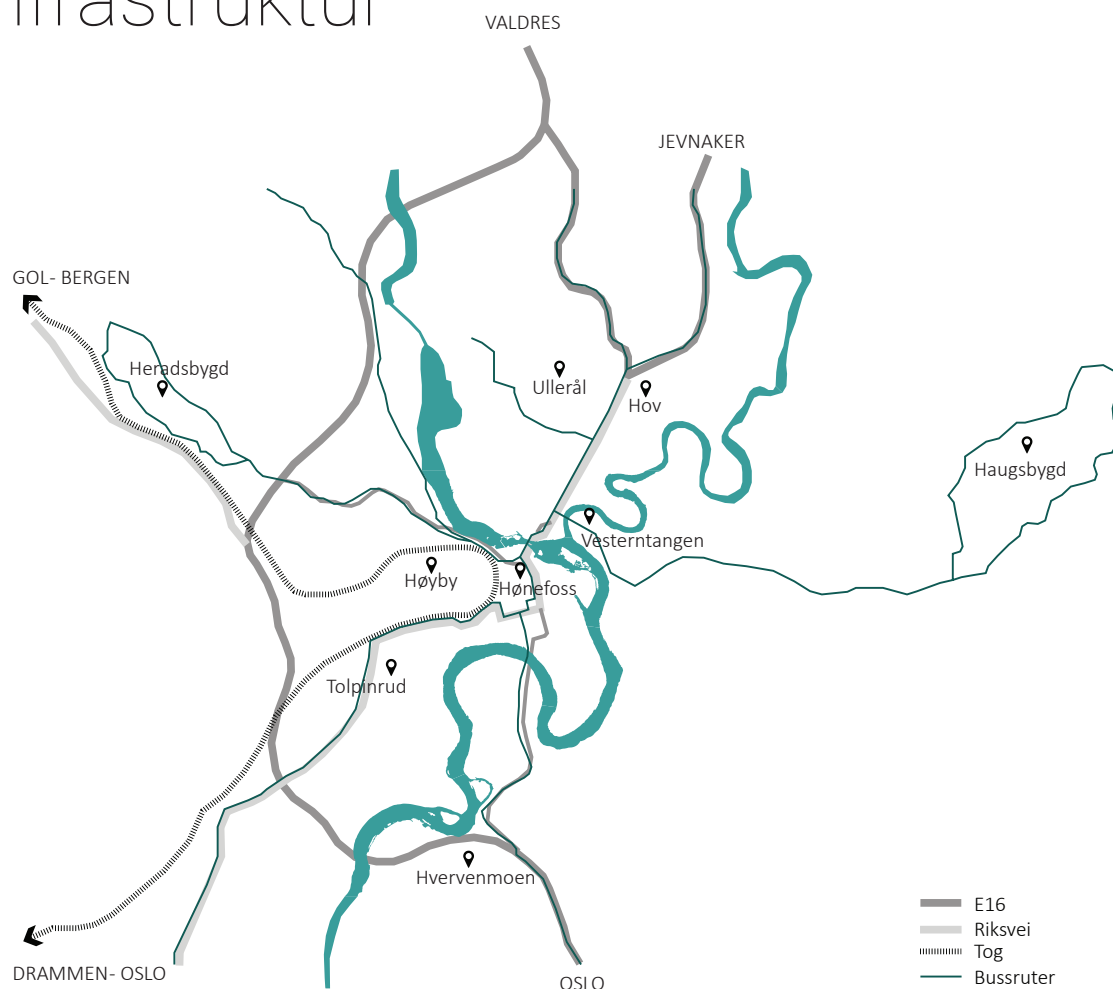 nfrastruktur
VALDRES
JEVNAKER
GOL- BERGEN
Heradsbygd
Ullerål
Hov
Haugsbygd
Vesterntangen
Høyby
Hønefoss
Tolpinrud
Hvervenmoen
E16
Riksvei
Tog
Bussruter
DRAMMEN- OSLO
OSLO